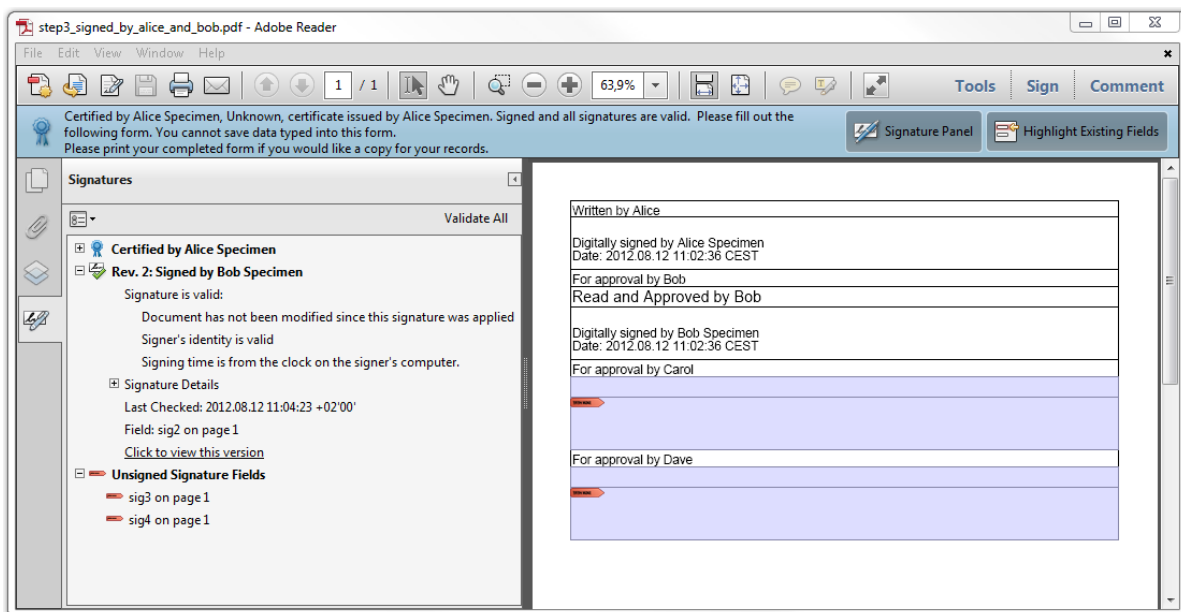 step3_signed_by_alice_and_bob.pdf - Adobe Reader
File Edit View Window Help
1 / 1 63,9% Tools Sign Comment
Certified by Alice Specimen, Unknown, certificate issued by Alice Specimen. Signed and all signatures are valid. Please fill out the
following form. You cannot save data typed into this form.
Please print your completed form if you would like a copy for your records.
Signature Panel
Highlight Existing Fields
Signatures
Validate All
Certified by Alice Specimen
Rev. 2: Signed by Bob Specimen
Signature is valid:
Document has not been modified since this signature was applied
Signer's identity is valid
Signing time is from the clock on the signer's computer.
Signature Details
Last Checked: 2012.08.12 11:04:23 +02'00'
Field: sig2 on page 1
Click to view this version
Unsigned Signature Fields
sig3 on page 1
sig4 on page 1
Written by Alice
Digitally signed by Alice Specimen
Date: 2012.08.12 11:02:36 CEST
For approval by Bob
Read and Approved by Bob
Digitally signed by Bob Specimen
Date: 2012.08.12 11:02:36 CEST
For approval by Carol
For approval by Dave